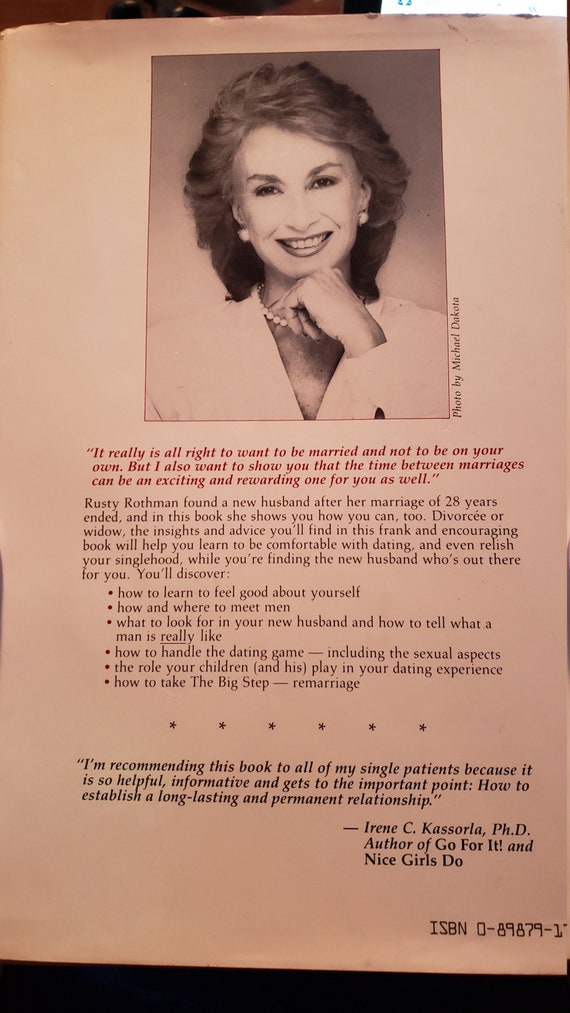 Photo by Michael Dakota
“It really is all right to want to be married and not to be on your
own. But I also want to show you that the time between marriages
can be an exciting and rewarding one for you as well.”
Rusty Rothman found a new husband after her marriage of 28 years
ended, and in this book she shows you how you can, too. Divorcée or
widow, the insights and advice you'll find in this frank and encouraging
book will help you learn to be comfortable with dating, and even relish
your singlehood, while you're finding the new husband who's out there
for you. You'll discover:
• how to learn to feel good about yourself
• how and where to meet men
• what to look for in your new husband and how to tell what a
man is really like
• how to handle the dating game — including the sexual aspects
• the role your children (and his) play in your dating experience
• how to take The Big Step — remarriage
* * * * * *
“I'm recommending this book to all of my single patients because it
is so helpful, informative and gets to the important point: How to
establish a long-lasting and permanent relationship.”
— Irene C. Kassorla, Ph.D.
Author of Go For It! and
Nice Girls Do
ISBN 0-89879-1